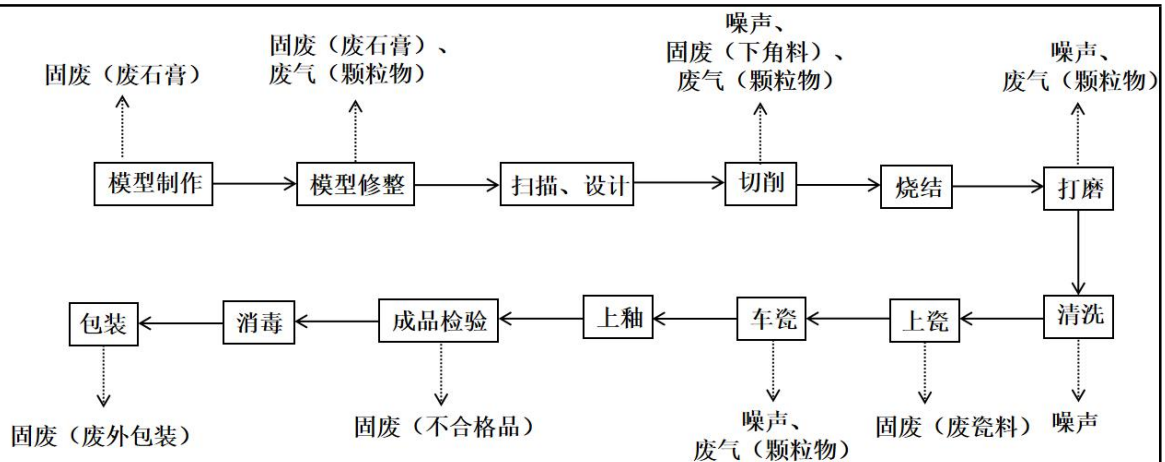 噪声、
固废（废石膏）、
固废（下角料）、
噪声、
固废（废石膏）
废气（颗粒物）
废气（颗粒物）
废气（颗粒物）
模型制作
模型修整
扫描、设计
切削
烧结
打磨
包装
消毒
成品检验
上釉
车瓷
上瓷
清洗
固废（废外包装）
固废（不合格品）
噪声、
废气（颗粒物）
固废（废瓷料）
噪声